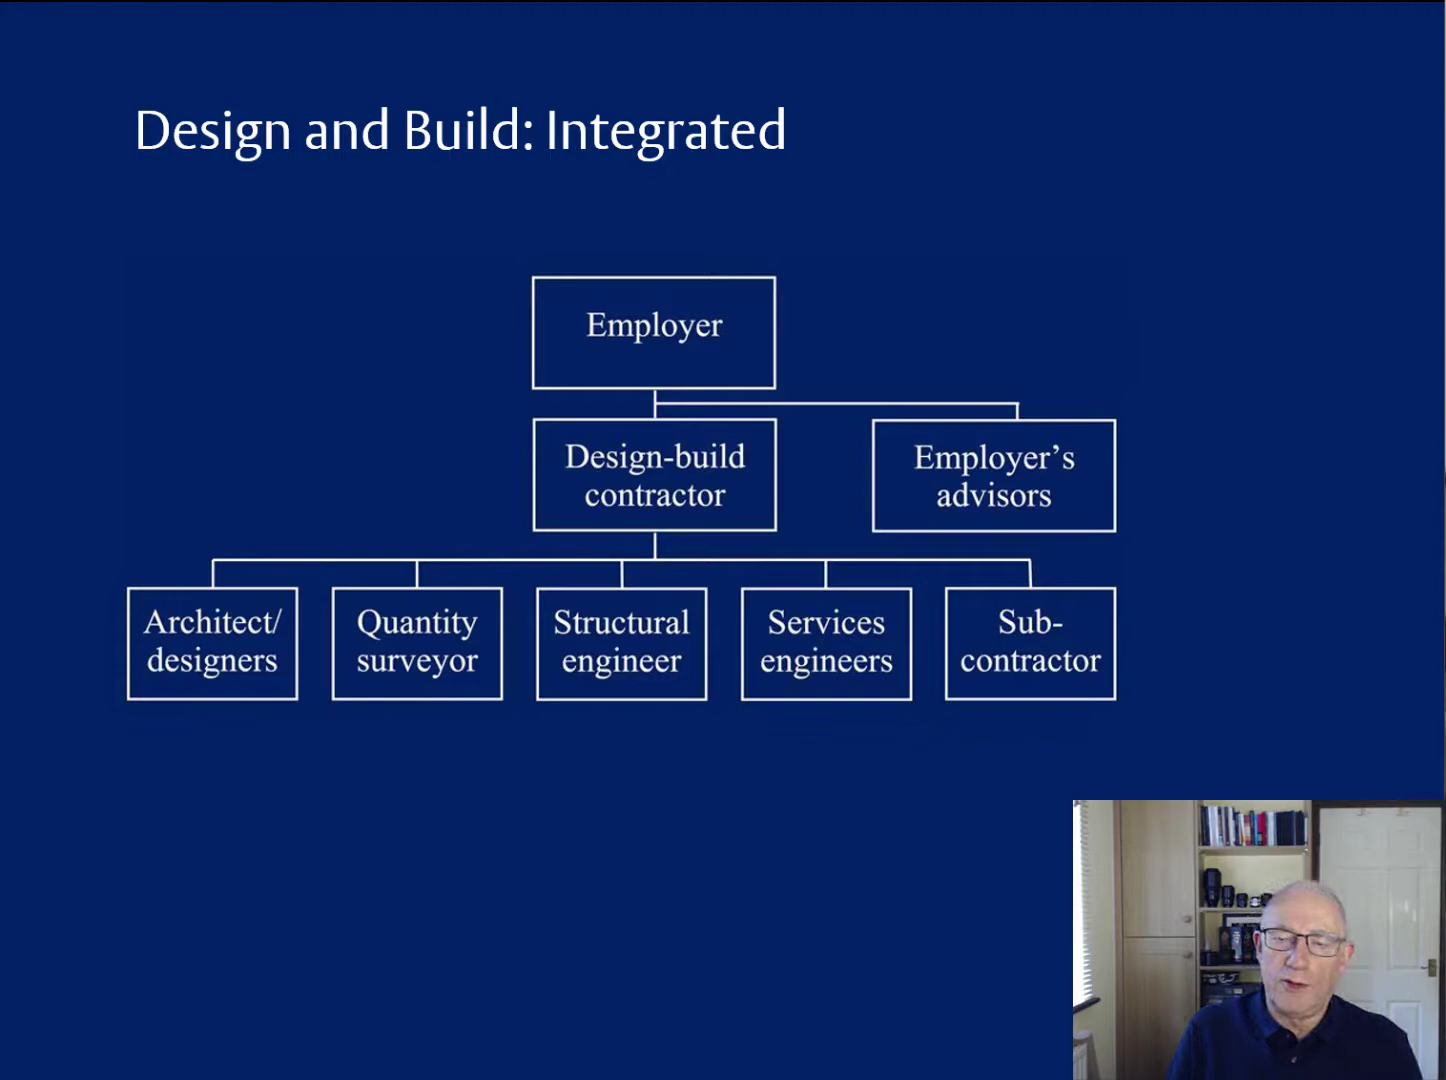 Design and Build: Integrated
Employer
Design-build
contractor
Employer’s
advisors
Architect/
designers
Quantity
surveyor
Structural
engineer
Services
engineers
Sub-
contractor